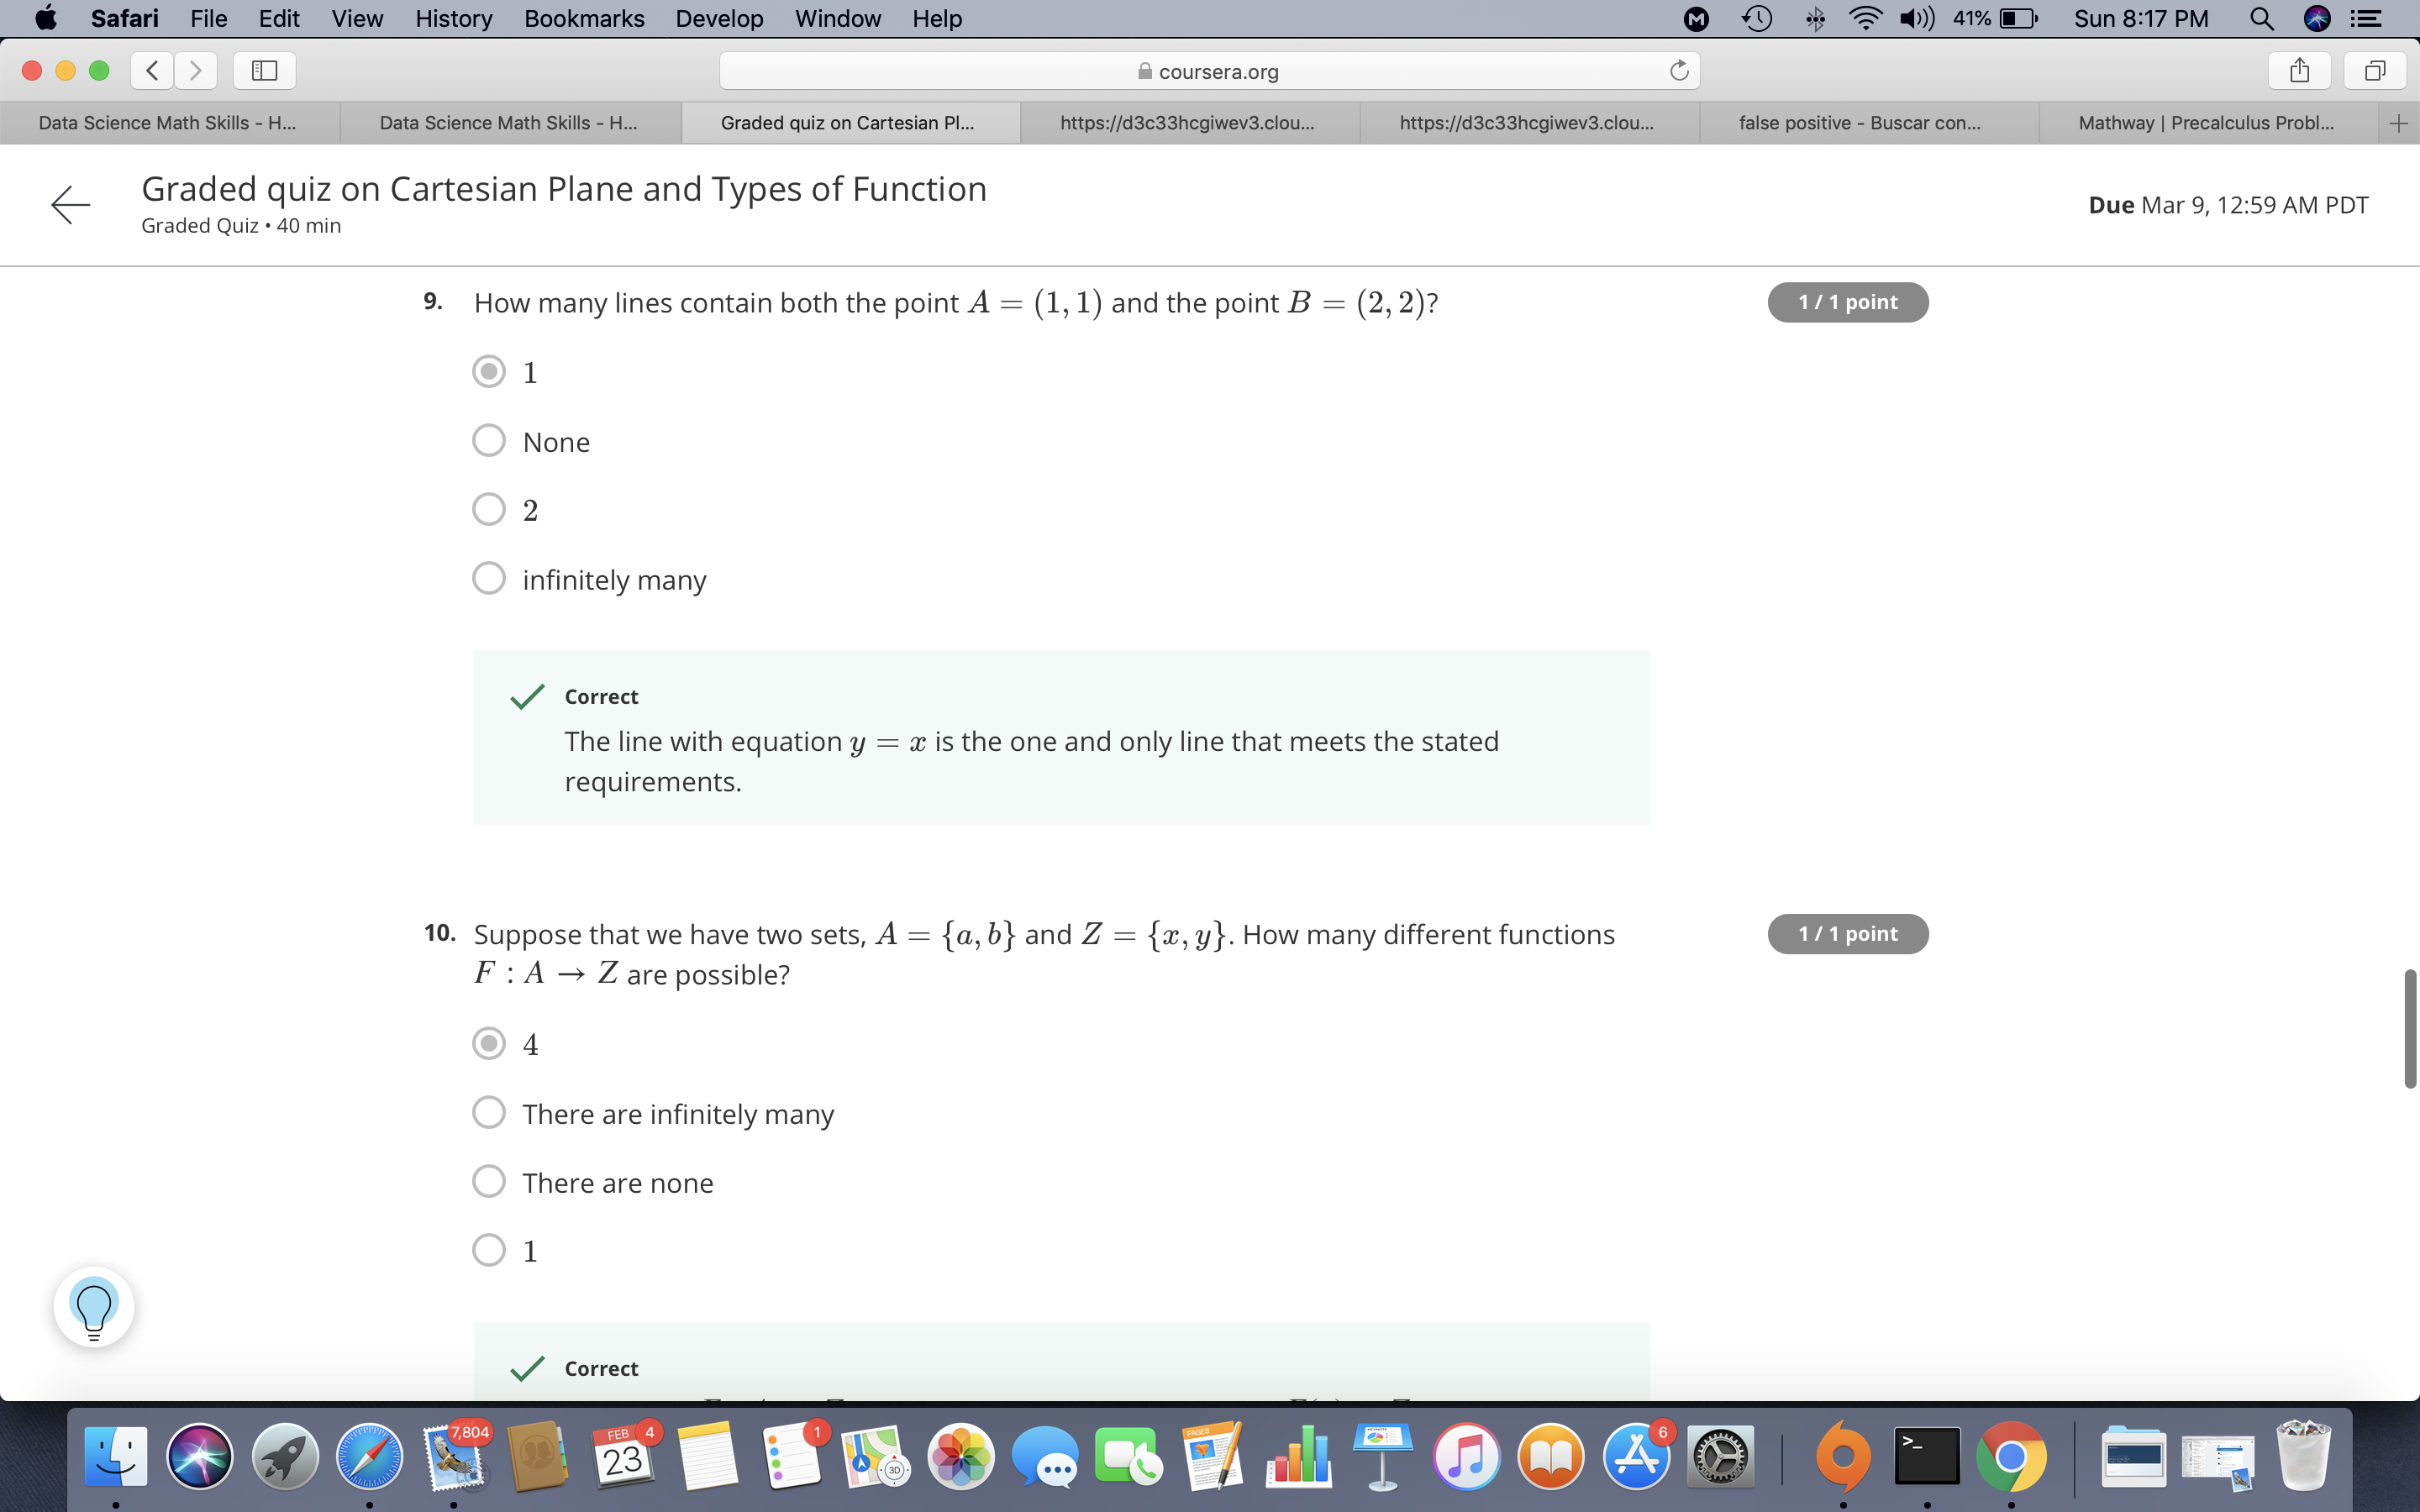 Safari File Edit View History Bookmarks Develop Window Help 41% Sun 8:17 PM
coursera.org
Data Science Math Skills - H... Data Science Math Skills - H... Graded quiz on Cartesian Pl... https://d3c33hcgiwev3.clou... https://d3c33hcgiwev3.clou... false positive - Buscar con... Mathway | Precalculus Probl...
Graded quiz on Cartesian Plane and Types of Function
Graded Quiz • 40 min
Due Mar 9, 12:59 AM PDT
9. How many lines contain both the point A = (1, 1) and the point B = (2, 2)?
1 / 1 point
1
None
2
infinitely many
Correct
The line with equation y = x is the one and only line that meets the stated
requirements.
10. Suppose that we have two sets, A = {a, b} and Z = {x, y}. How many different functions
F : A → Z are possible?
1 / 1 point
4
There are infinitely many
There are none
1
Correct
7,804
FEB
23
4
1
3D
PAGES
6
>_